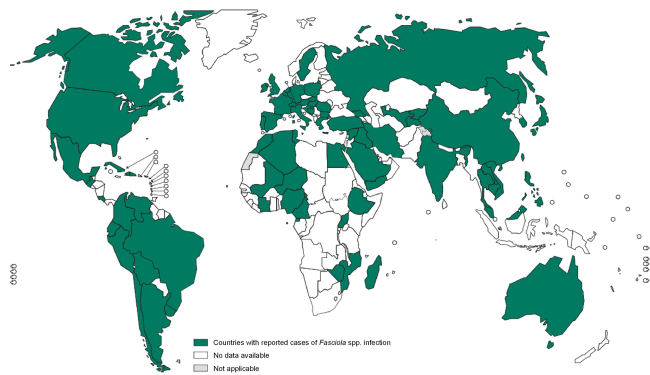 Countries with reported cases of Fasciola spp. infection
No data available
Not applicable